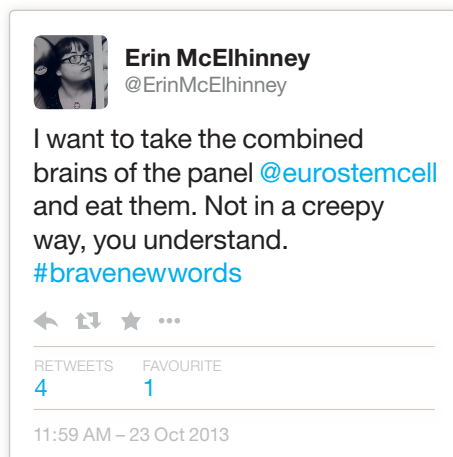 Erin McElhinney
@ErinMcElhinney
I want to take the combined
brains of the panel @eurostemcell
and eat them. Not in a creepy
way, you understand.
#bravenewwords
RETWEETS FAVOURITE
4 1
11:59 AM – 23 Oct 2013